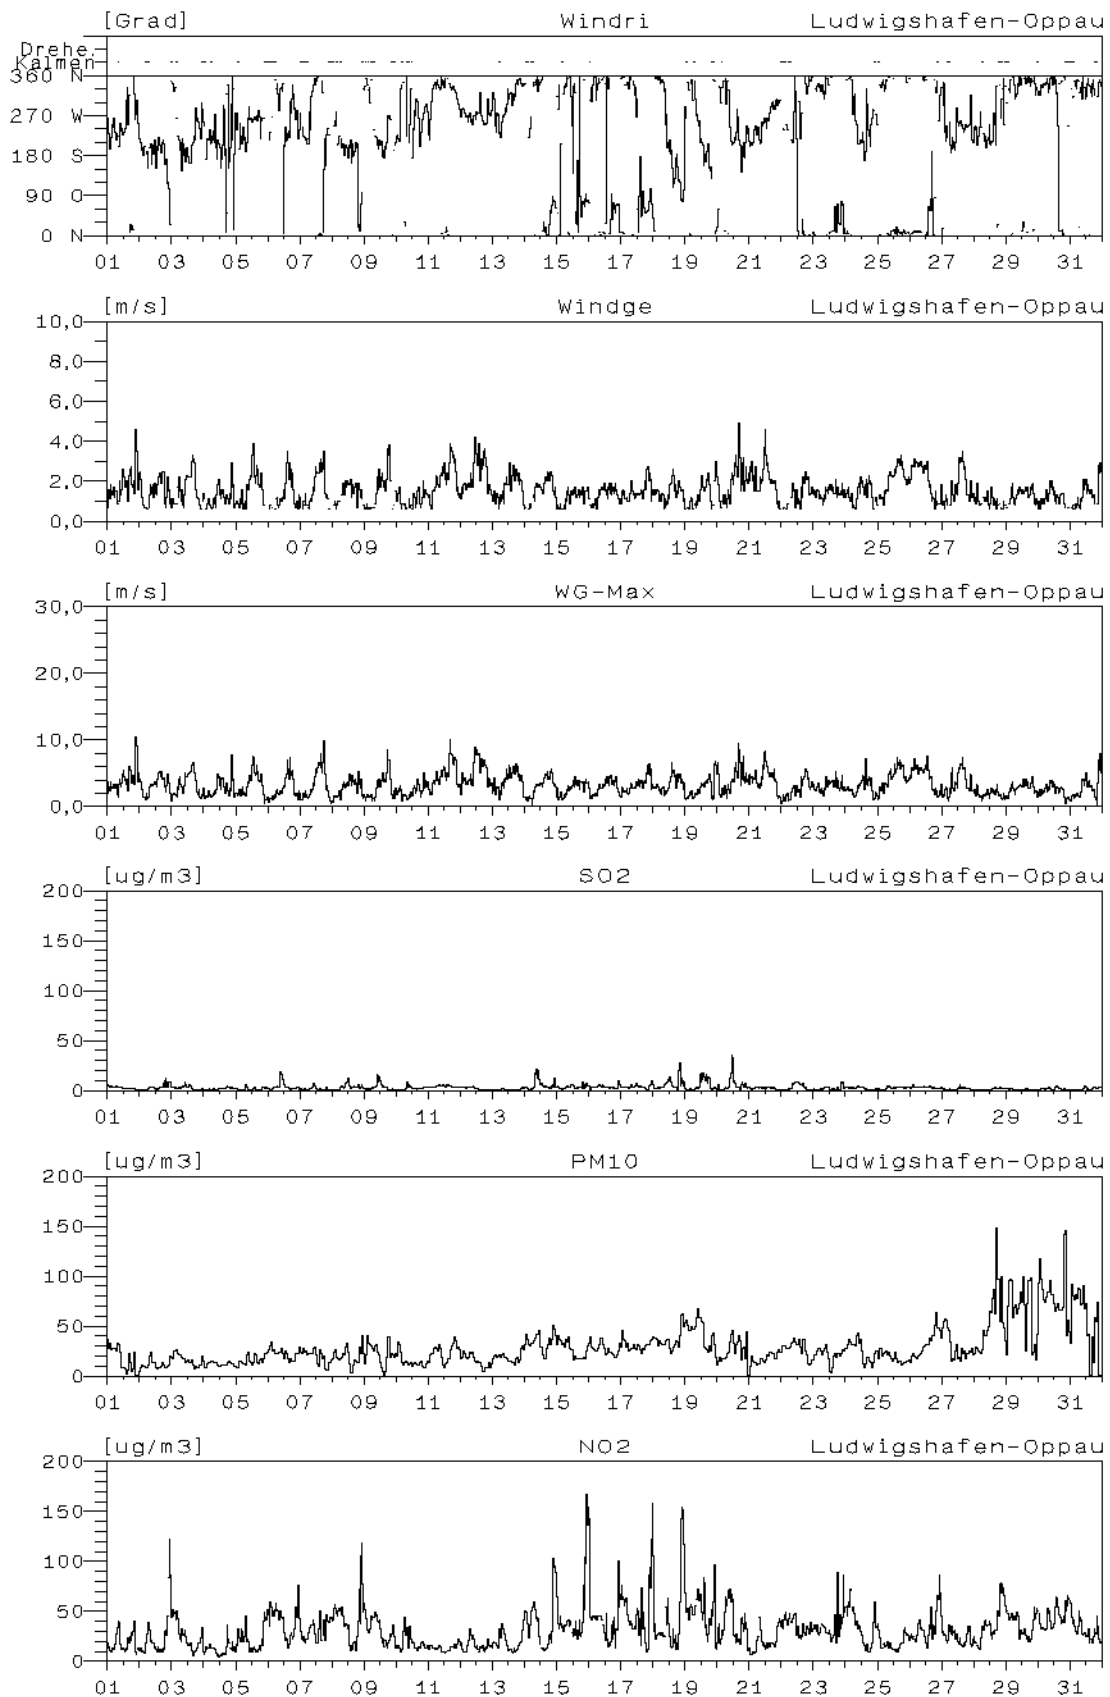 [Grad] Windri Ludwigshafen-Oppau
Drehe.
Kalmen
360 N
270 W
180 S
90 O
0 N
01 03 05 07 09 11 13 15 17 19 21 23 25 27 29 31
[m/s] Windge Ludwigshafen-Oppau
10,0
8,0
6,0
4,0
2,0
0,0
01 03 05 07 09 11 13 15 17 19 21 23 25 27 29 31
[m/s] WG-Max Ludwigshafen-Oppau
30,0
20,0
10,0
0,0
01 03 05 07 09 11 13 15 17 19 21 23 25 27 29 31
[ug/m3] SO2 Ludwigshafen-Oppau
200
150
100
50
0
01 03 05 07 09 11 13 15 17 19 21 23 25 27 29 31
[ug/m3] PM10 Ludwigshafen-Oppau
200
150
100
50
0
01 03 05 07 09 11 13 15 17 19 21 23 25 27 29 31
[ug/m3] NO2 Ludwigshafen-Oppau
200
150
100
50
0
01 03 05 07 09 11 13 15 17 19 21 23 25 27 29 31